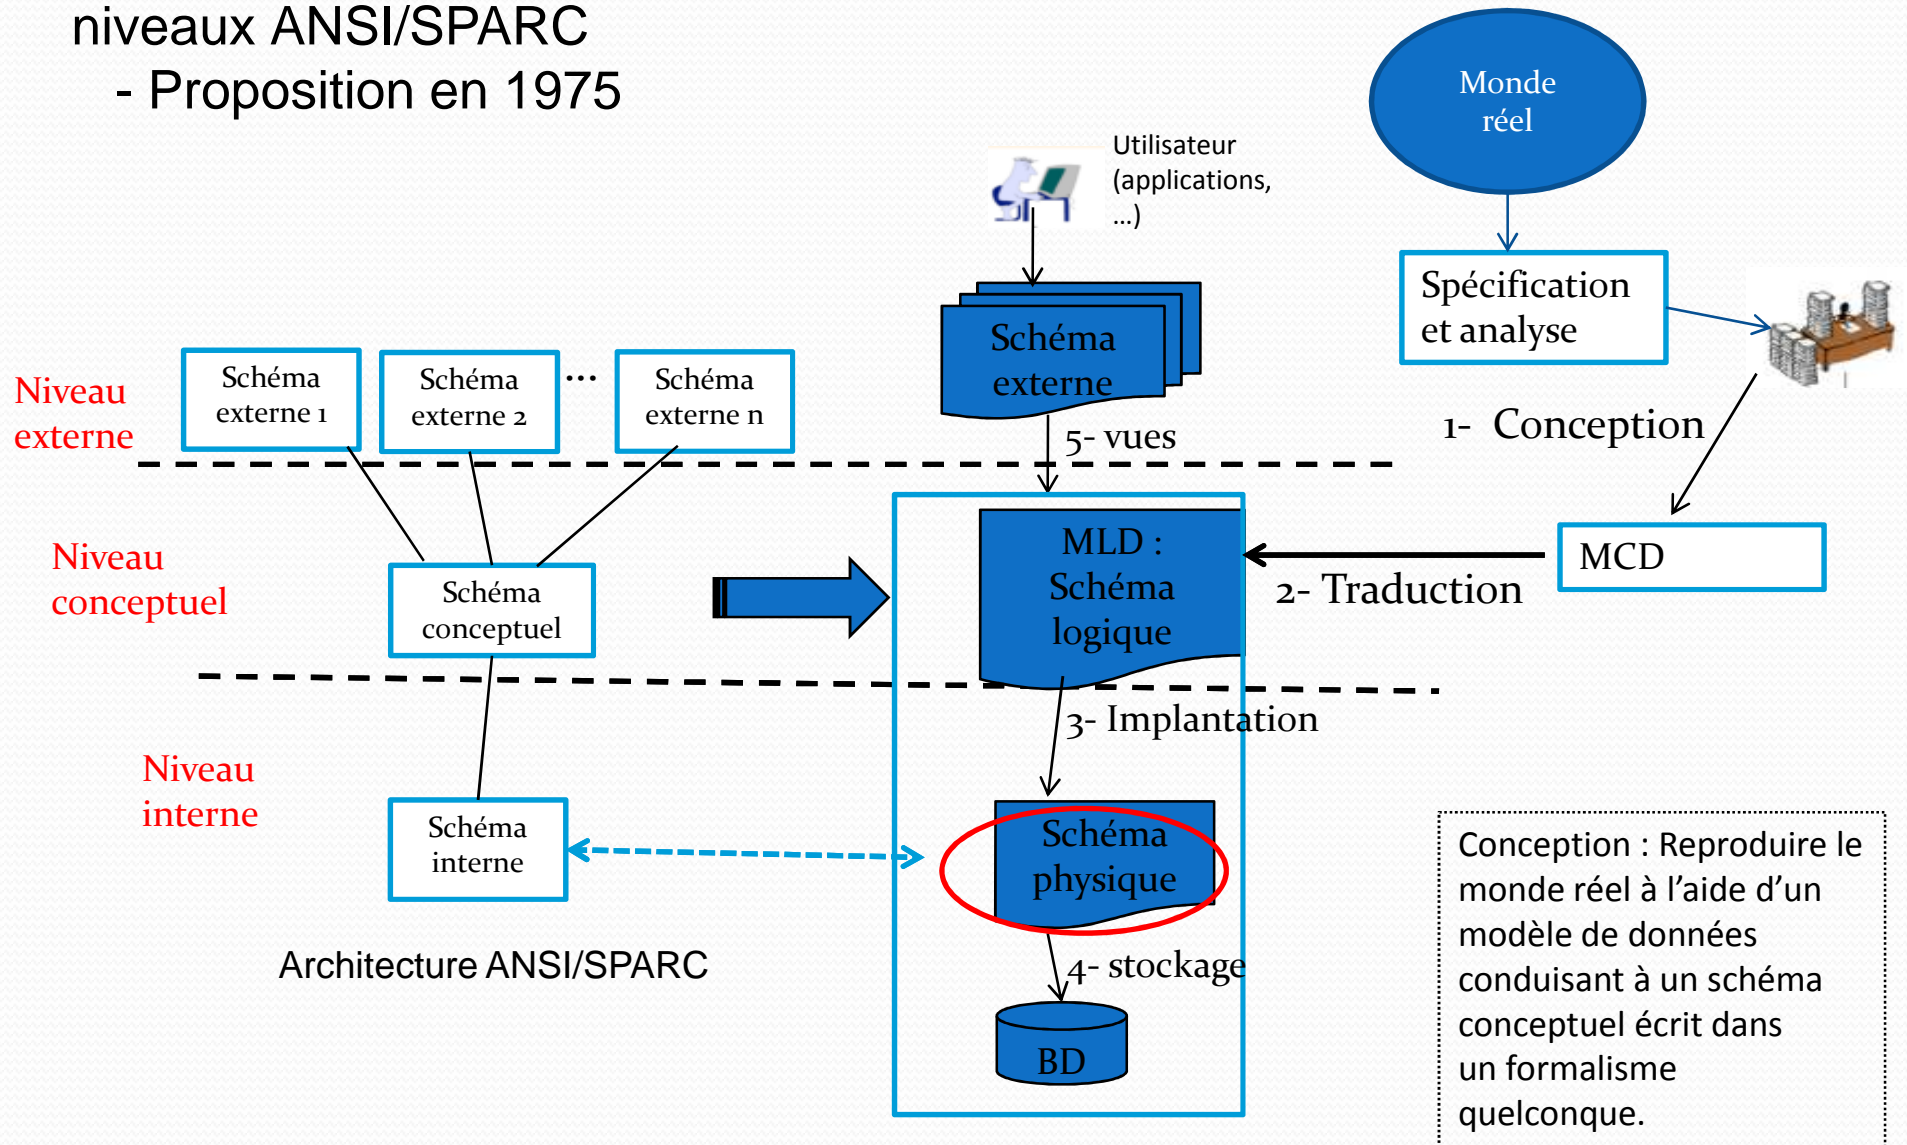 niveaux ANSI/SPARC
- Proposition en 1975
Monde
réel
Utilisateur
(applications,
...)
Spécification
et analyse
Schéma
externe
Niveau
externe
Schéma
externe 1
Schéma
externe 2
...
Schéma
externe n
5- vues
1- Conception
Niveau
conceptuel
Schéma
conceptuel
MLD :
Schéma
logique
2- Traduction
MCD
3- Implantation
Niveau
interne
Schéma
interne
Schéma
physique
4- stockage
BD
Architecture ANSI/SPARC
Conception : Reproduire le
monde réel à l’aide d’un
modèle de données
conduisant à un schéma
conceptuel écrit dans
un formalisme
quelconque.